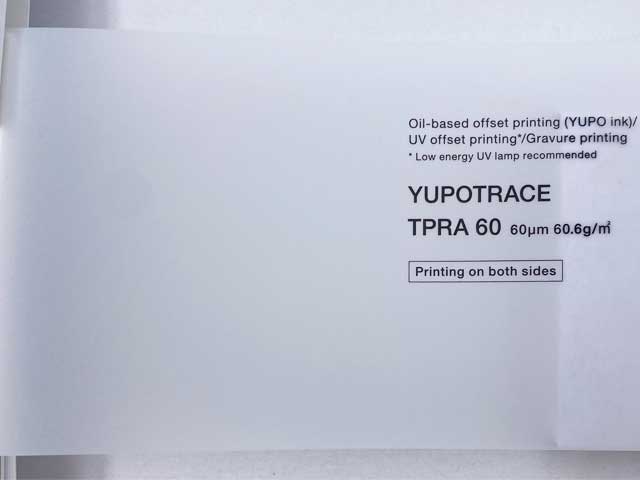 Oil-based offset printing (YUPO ink)/
UV offset printing*/Gravure printing
* Low energy UV lamp recommended
YUPOTRACE
TPRA 60 60μm 60.6g/㎡
Printing on both sides